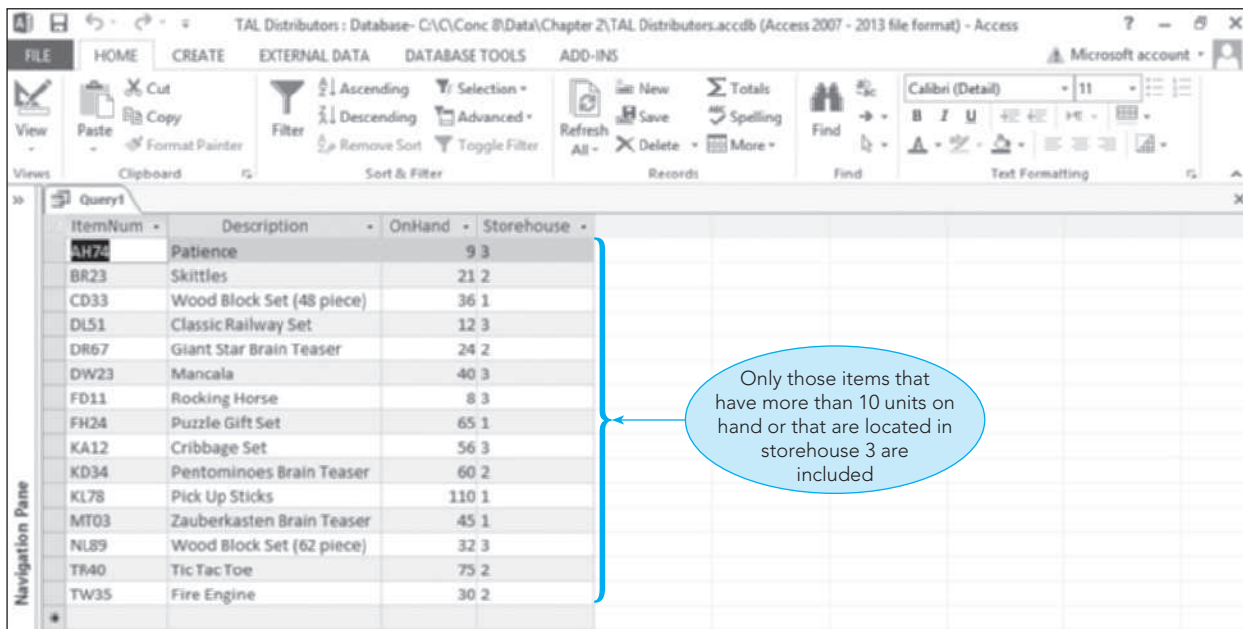 TAL Distributors : Database- C:\C\Conc 8\Data\Chapter 2\TAL Distributors.accdb (Access 2007 - 2013 file format) - Access ? – X
FILE HOME CREATE EXTERNAL DATA DATABASE TOOLS ADD-INS Microsoft account
View
Paste
Cut
Copy
Format Painter
Filter
Ascending
Descending
Remove Sort
Selection
Advanced
Toggle Filter
Refresh
All
New
Save
Delete
Totals
Spelling
More
Find
Calibri (Detail) 11
B I U
A
Views Clipboard Sort & Filter Records Find Text Formatting
Query1
ItemNum Description OnHand Storehouse
AH74 Patience 9 3
BR23 Skittles 21 2
CD33 Wood Block Set (48 piece) 36 1
DL51 Classic Railway Set 12 3
DR67 Giant Star Brain Teaser 24 2
DW23 Mancala 40 3
FD11 Rocking Horse 8 3
FH24 Puzzle Gift Set 65 1
KA12 Cribbage Set 56 3
KD34 Pentominoes Brain Teaser 60 2
KL78 Pick Up Sticks 110 1
MT03 Zauberkasten Brain Teaser 45 1
NL89 Wood Block Set (62 piece) 32 3
TR40 Tic Tac Toe 75 2
TW35 Fire Engine 30 2
Navigation Pane
Only those items that
have more than 10 units on
hand or that are located in
storehouse 3 are
included